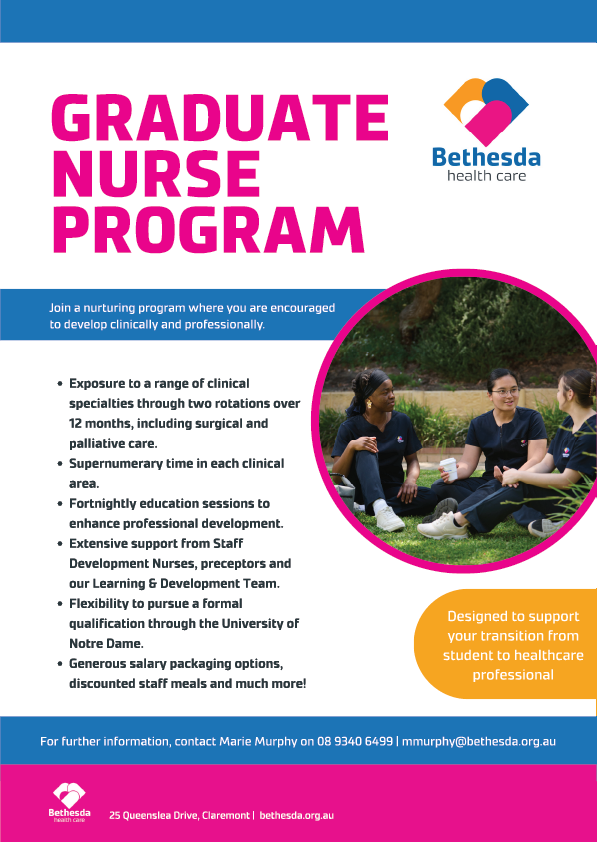 GRADUATE
NURSE
PROGRAM
Bethesda
health care
Join a nurturing program where you are encouraged
to develop clinically and professionally.
• Exposure to a range of clinical
specialties through two rotations over
12 months, including surgical and
palliative care.
• Supernumerary time in each clinical
area.
• Fortnightly education sessions to
enhance professional development.
• Extensive support from Staff
Development Nurses, preceptors and
our Learning & Development Team.
• Flexibility to pursue a formal
qualification through the University of
Notre Dame.
• Generous salary packaging options,
discounted staff meals and much more!
Designed to support
your transition from
student to healthcare
professional
For further information, contact Marie Murphy on 08 9340 6499 | mmurphy@bethesda.org.au
Bethesda
health care
25 Queenslea Drive, Claremont | bethesda.org.au